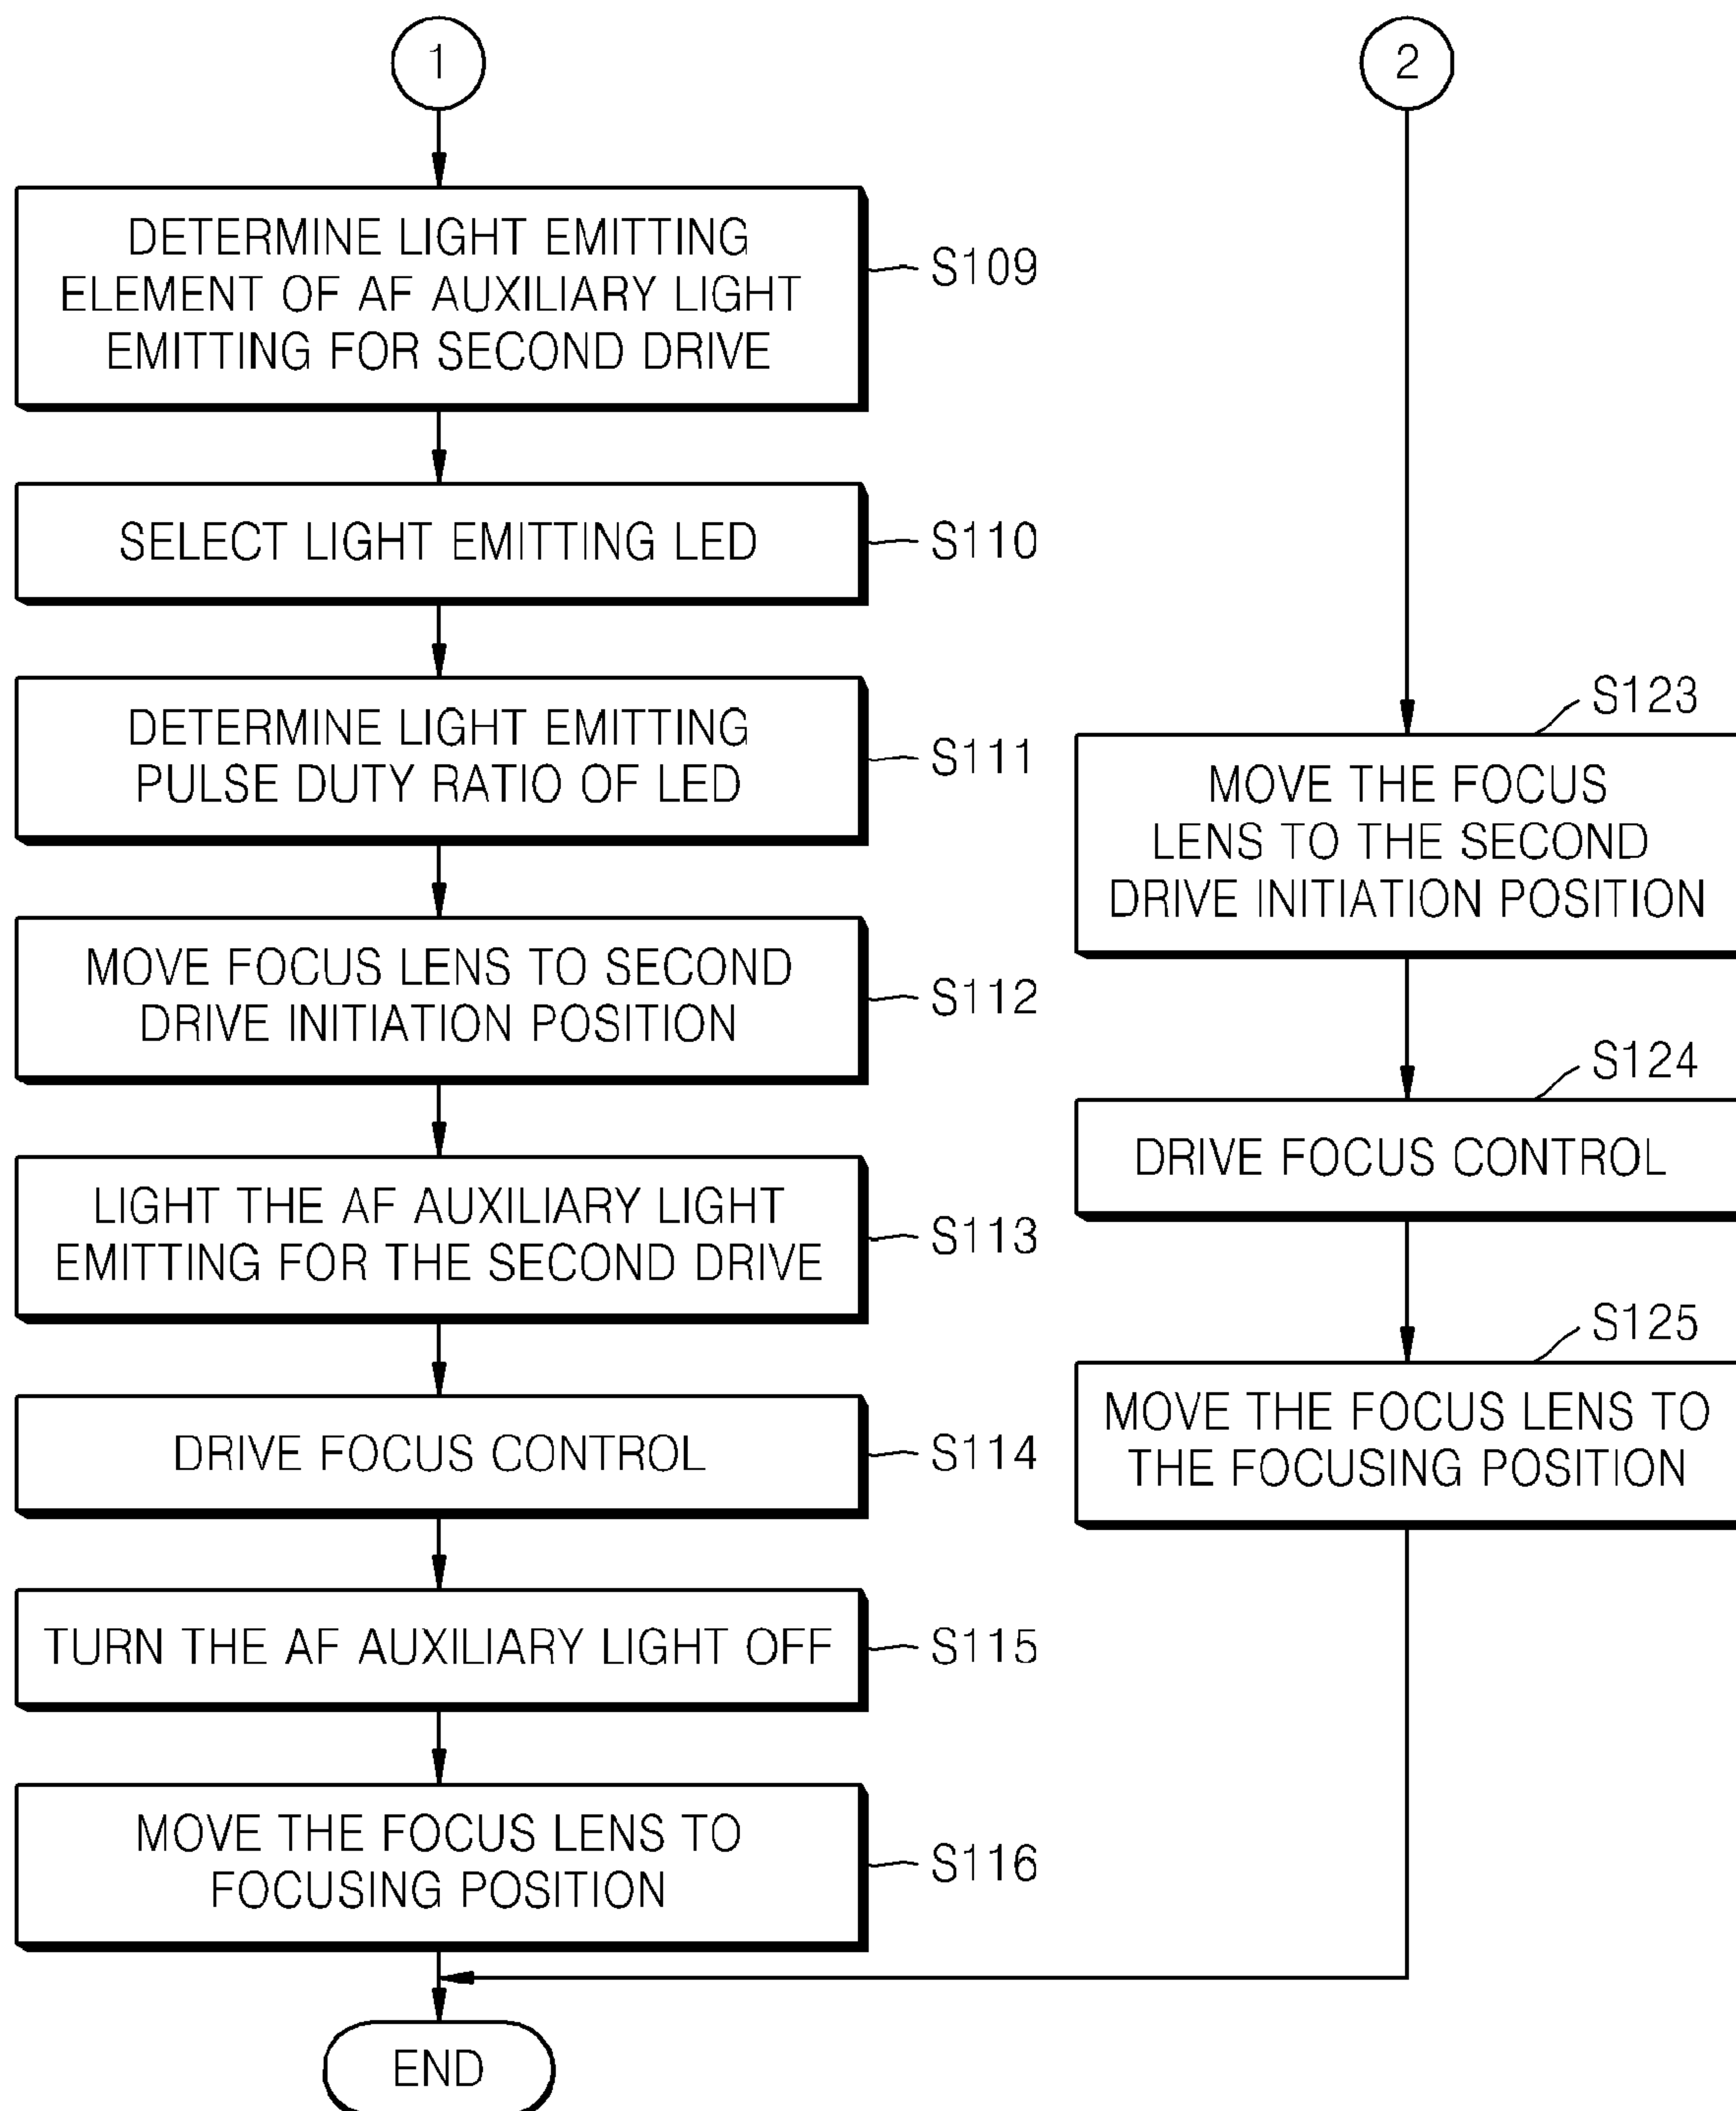 1
DETERMINE LIGHT EMITTING
ELEMENT OF AF AUXILIARY LIGHT
EMITTING FOR SECOND DRIVE
S109
SELECT LIGHT EMITTING LED
S110
DETERMINE LIGHT EMITTING
PULSE DUTY RATIO OF LED
S111
MOVE FOCUS LENS TO SECOND
DRIVE INITIATION POSITION
S112
LIGHT THE AF AUXILIARY LIGHT
EMITTING FOR THE SECOND DRIVE
S113
DRIVE FOCUS CONTROL
S114
TURN THE AF AUXILIARY LIGHT OFF
S115
MOVE THE FOCUS LENS TO
FOCUSING POSITION
S116
END
2
S123
MOVE THE FOCUS
LENS TO THE SECOND
DRIVE INITIATION POSITION
S124
DRIVE FOCUS CONTROL
S125
MOVE THE FOCUS LENS TO
THE FOCUSING POSITION